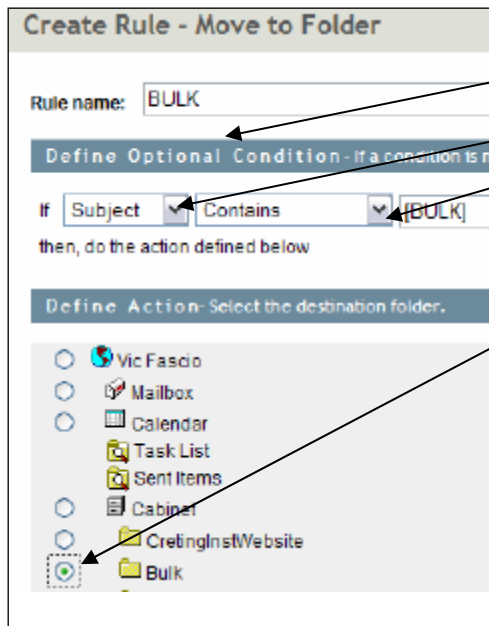 Create Rule - Move to Folder
Rule name: BULK
Define Optional Condition - If a condition is
If Subject Contains [BULK]
then, do the action defined below
Define Action- Select the destination folder.
Vic Fascio
Mailbox
Calendar
Task List
Sent Items
Cabinet
CretingInstWebsite
Bulk